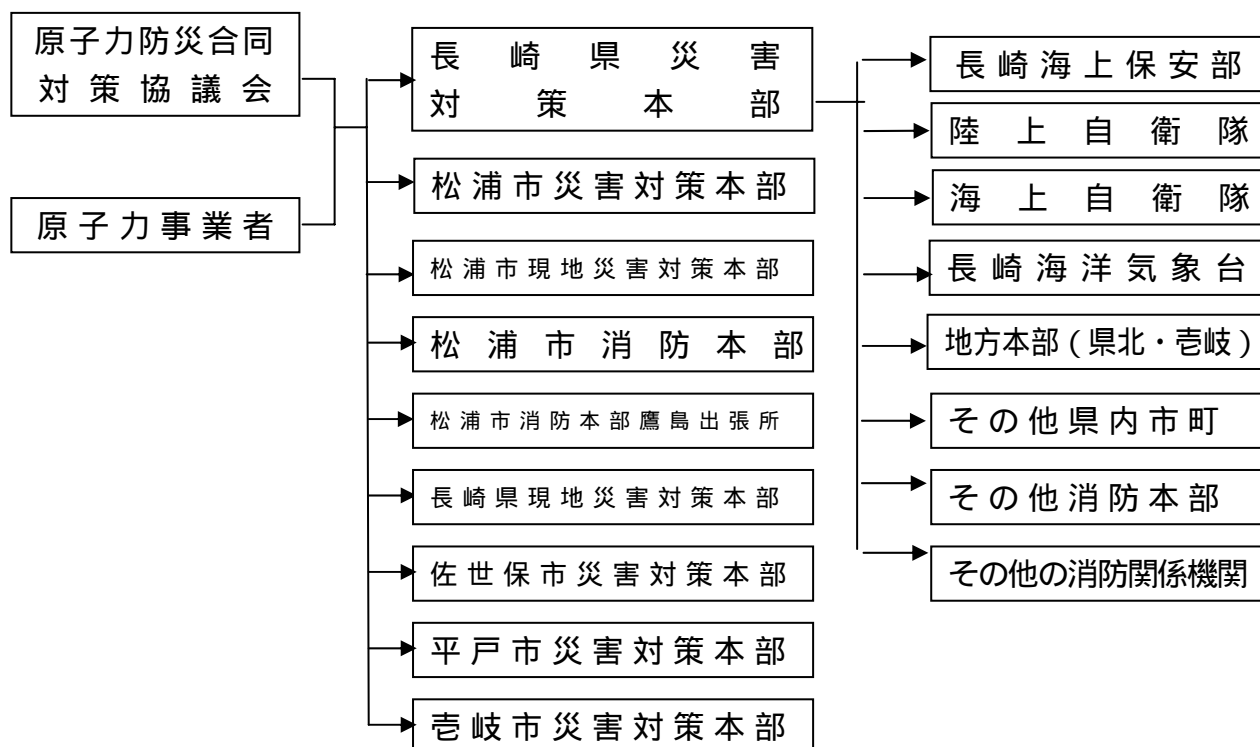 原子力防災合同
対策協議会
原子力事業者
長崎県災害
対策本部
松浦市災害対策本部
松浦市現地災害対策本部
松浦市消防本部
松浦市消防本部鷹島出張所
長崎県現地災害対策本部
佐世保市災害対策本部
平戸市災害対策本部
壱岐市災害対策本部
長崎海上保安部
陸上自衛隊
海上自衛隊
長崎海洋気象台
地方本部(県北・壱岐)
その他県内市町
その他消防本部
その他の消防関係機関